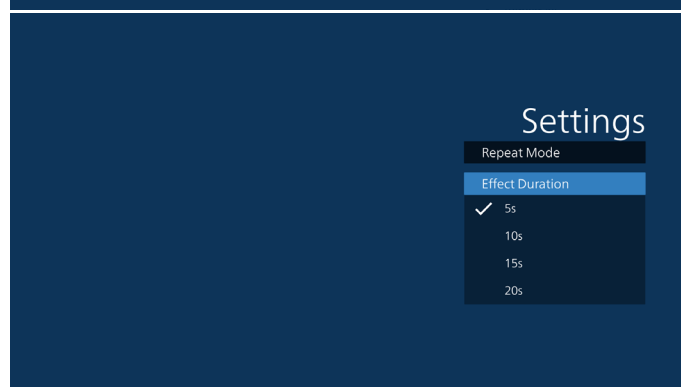 Settings
Repeat Mode
Effect Duration
5s
10s
15s
20s